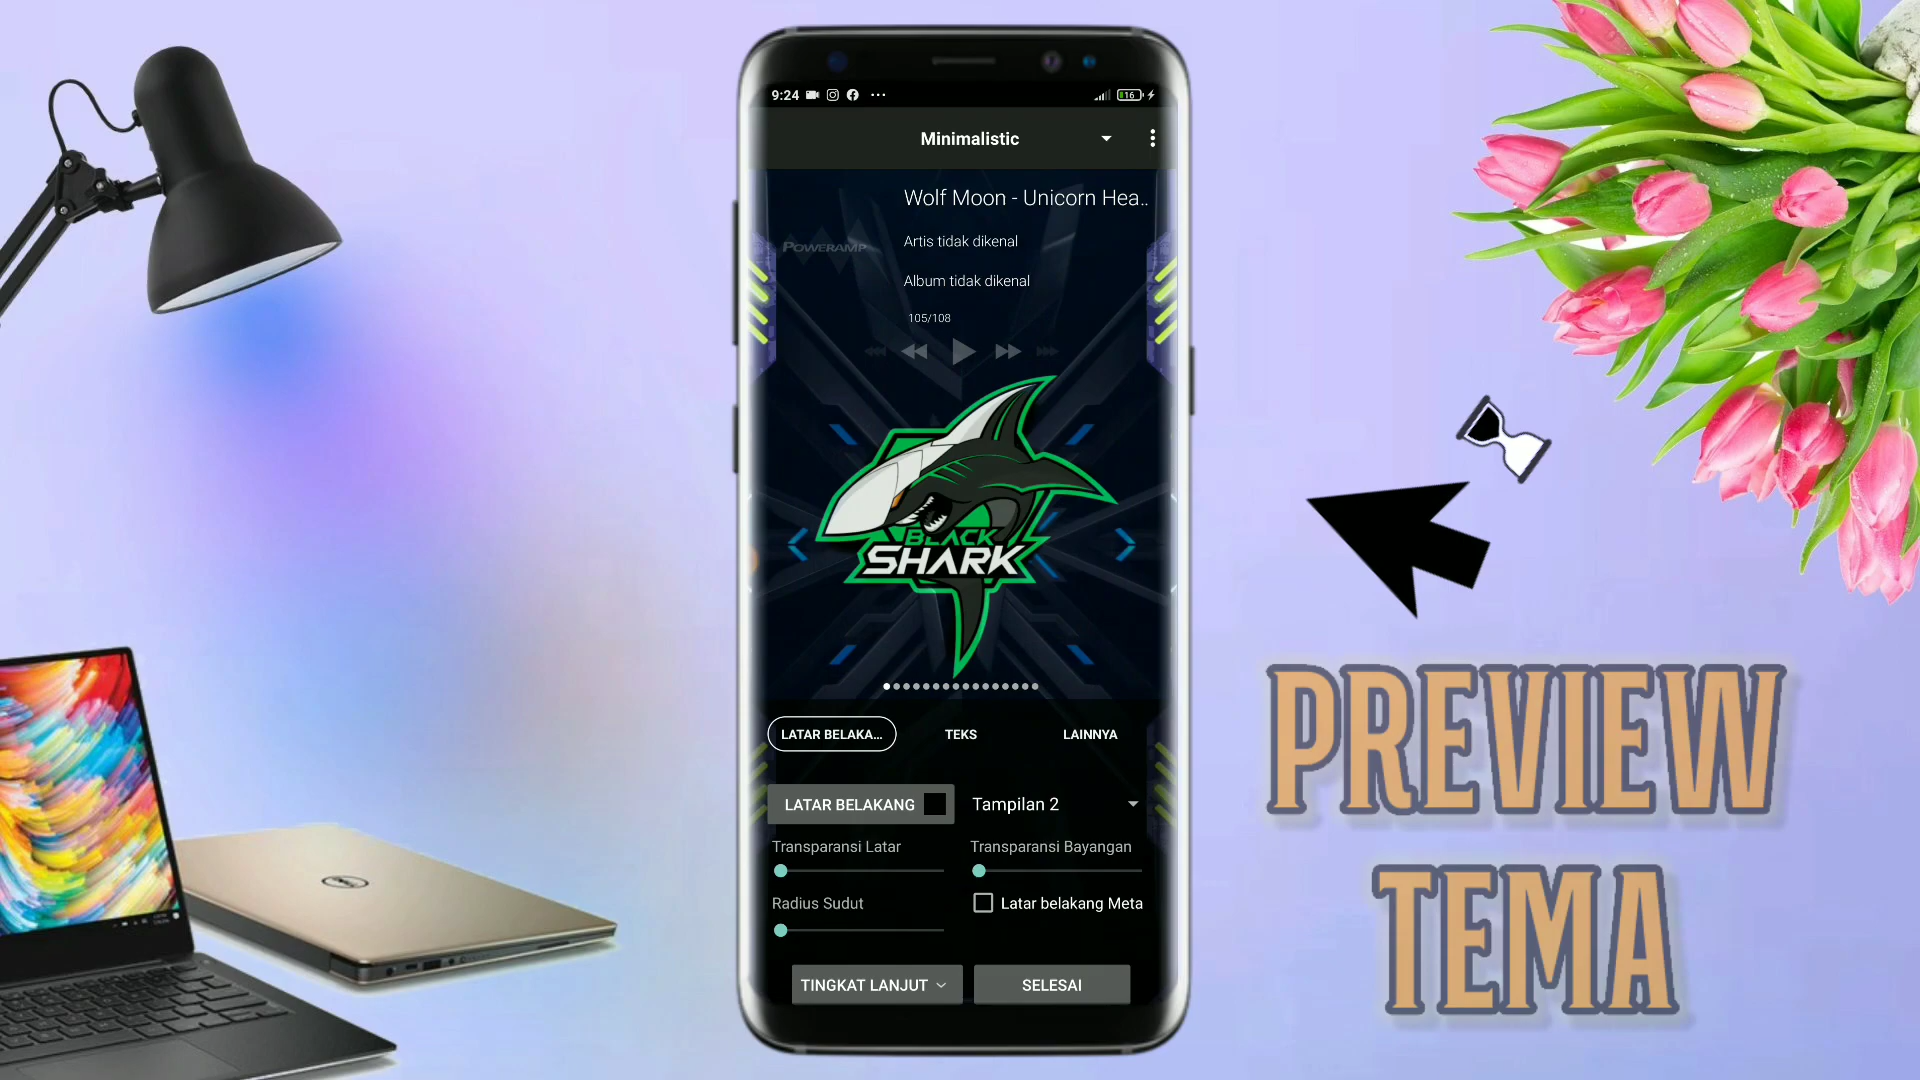 9:24
16
Minimalistic
Wolf Moon - Unicorn Hea..
POWERAMP
Artis tidak dikenal
Album tidak dikenal
105/108
BLACK
SHARK
LATAR BELAKA...
TEKS
LAINNYA
LATAR BELAKANG
Tampilan 2
Transparansi Latar
Transparansi Bayangan
Radius Sudut
Latar belakang Meta
TINGKAT LANJUT
SELESAI
PREVIEW
TEMA
DELL